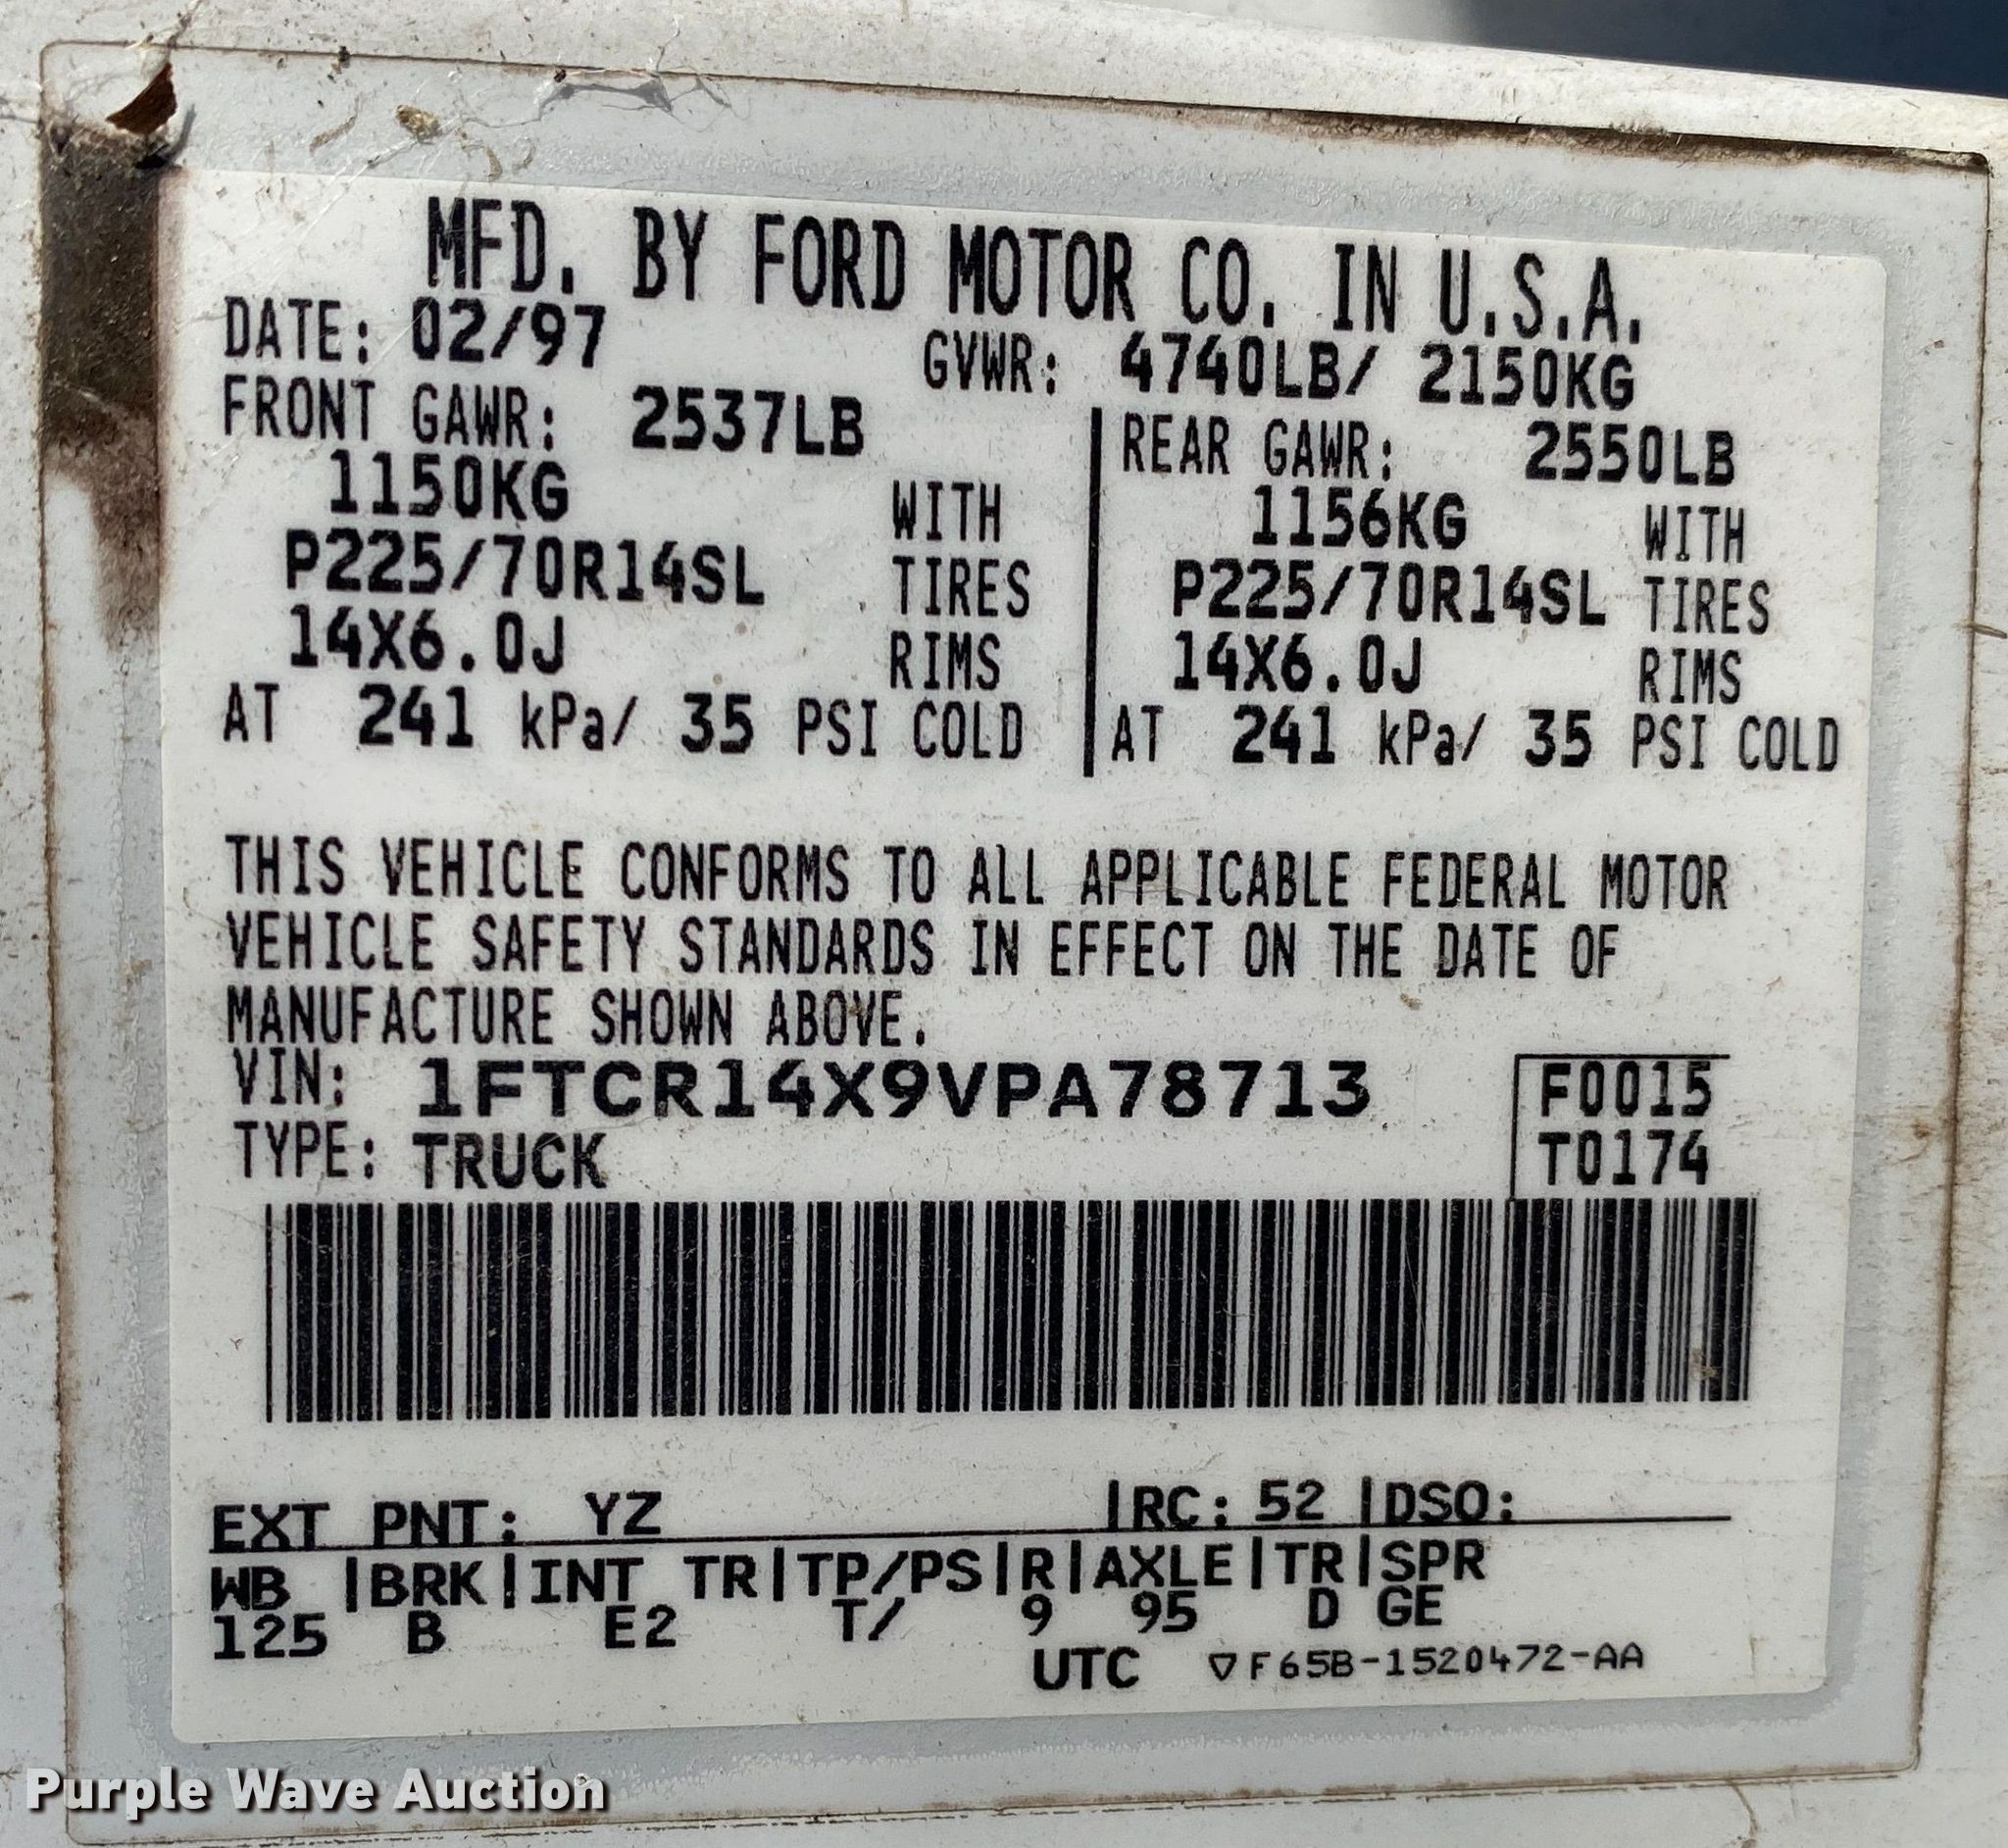 MFD. BY FORD MOTOR CO. IN U.S.A.
DATE: 02/97 GVWR: 4740LB/ 2150KG
FRONT GAWR: 2537LB
1150KG WITH
P225/70R14SL TIRES
14X6.0J RIMS
AT 241 kPa/ 35 PSI COLD
REAR GAWR: 2550LB
1156KG WITH
P225/70R14SL TIRES
14X6.0J RIMS
AT 241 kPa/ 35 PSI COLD
THIS VEHICLE CONFORMS TO ALL APPLICABLE FEDERAL MOTOR
VEHICLE SAFETY STANDARDS IN EFFECT ON THE DATE OF
MANUFACTURE SHOWN ABOVE.
VIN: 1FTCR14X9VPA78713 F0015
TYPE: TRUCK T0174
EXT PNT: YZ |RC: 52 |DSO:
WB |BRK|INT TR|TP/PS|R|AXLE|TR|SPR
125 B E2 T/ 9 95 D GE
UTC ▽F65B-1520472-AA
Purple Wave Auction